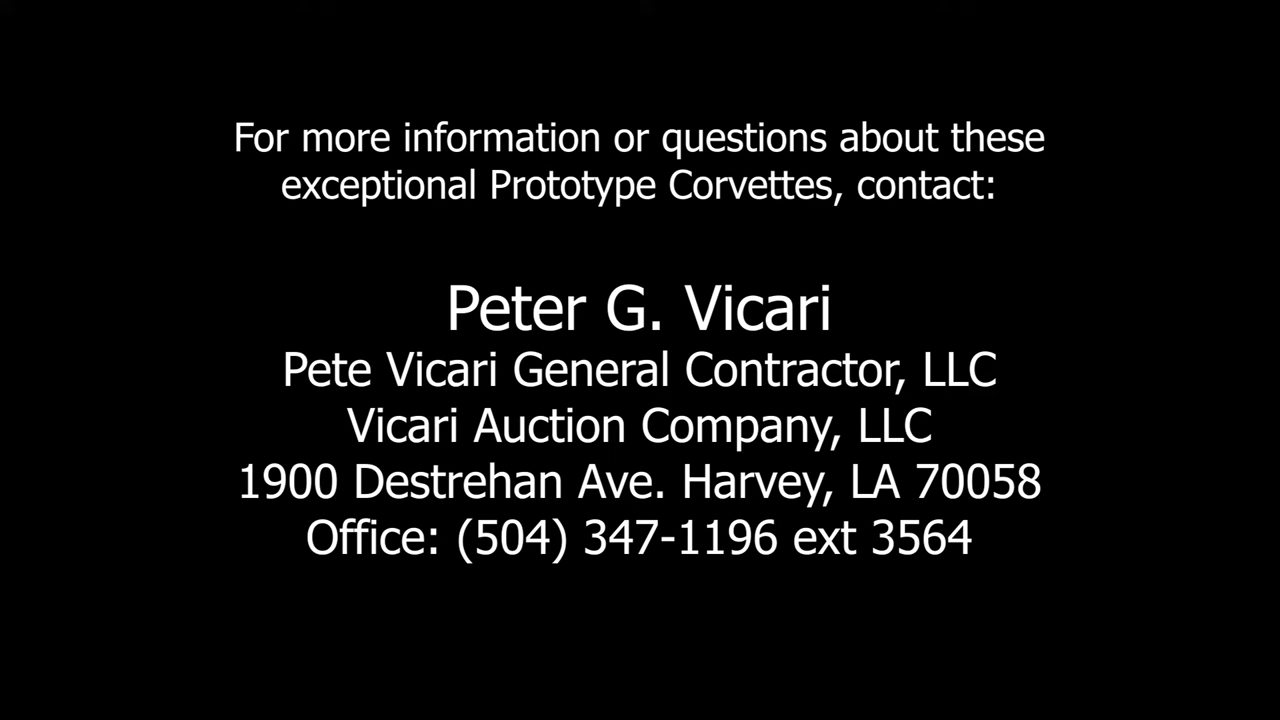 For more information or questions about these
exceptional Prototype Corvettes, contact:
Peter G. Vicari
Pete Vicari General Contractor, LLC
Vicari Auction Company, LLC
1900 Destrehan Ave. Harvey, LA 70058
Office: (504) 347-1196 ext 3564